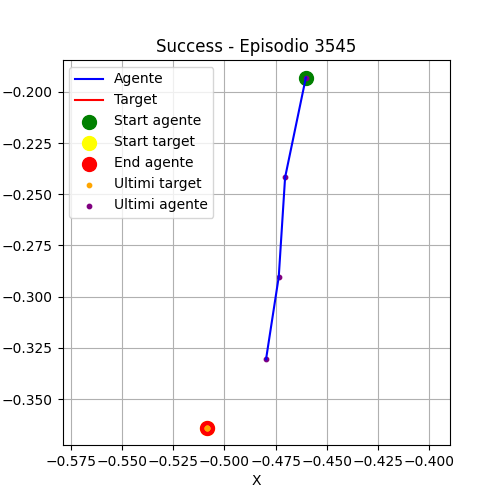 Success - Episodio 3545
Agente
Target
Start agente
Start target
End agente
Ultimi target
Ultimi agente
−0.200
−0.225
−0.250
−0.275
−0.300
−0.325
−0.350
−0.575 −0.550 −0.525 −0.500 −0.475 −0.450 −0.425 −0.400
X